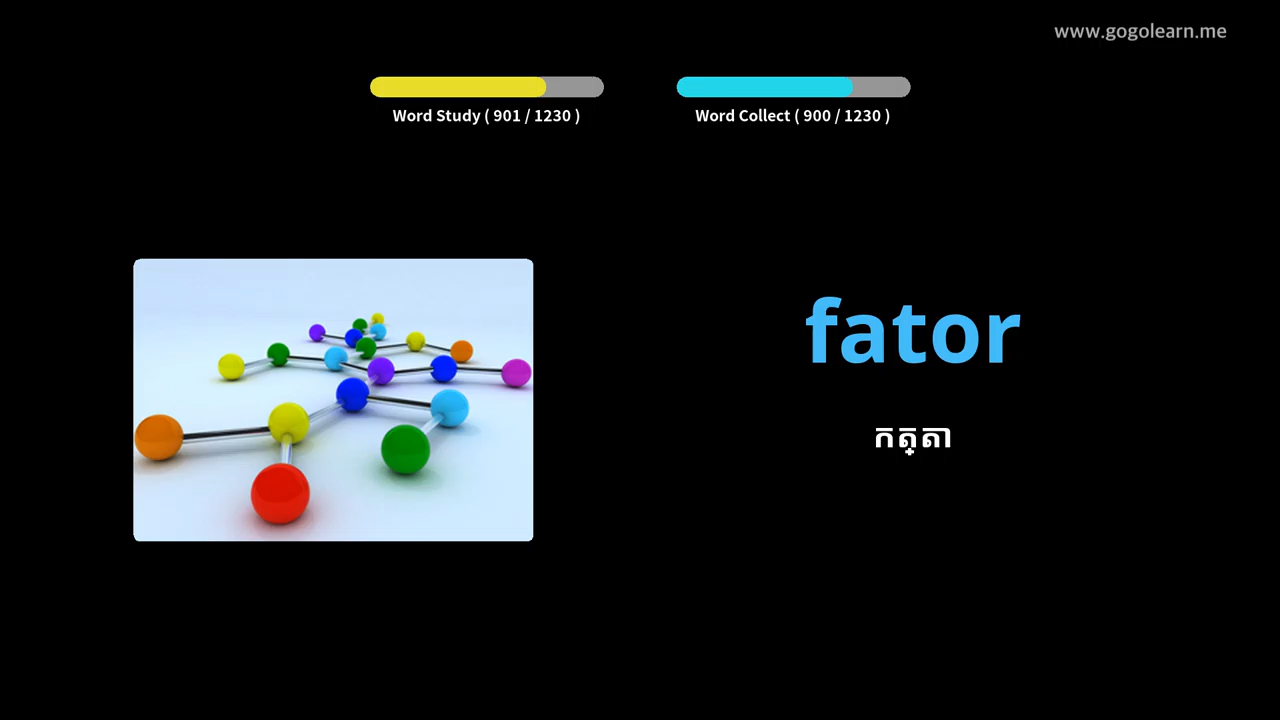 www.gogolearn.me
Word Study ( 901 / 1230 )
Word Collect ( 900 / 1230 )
fator
កត្តា